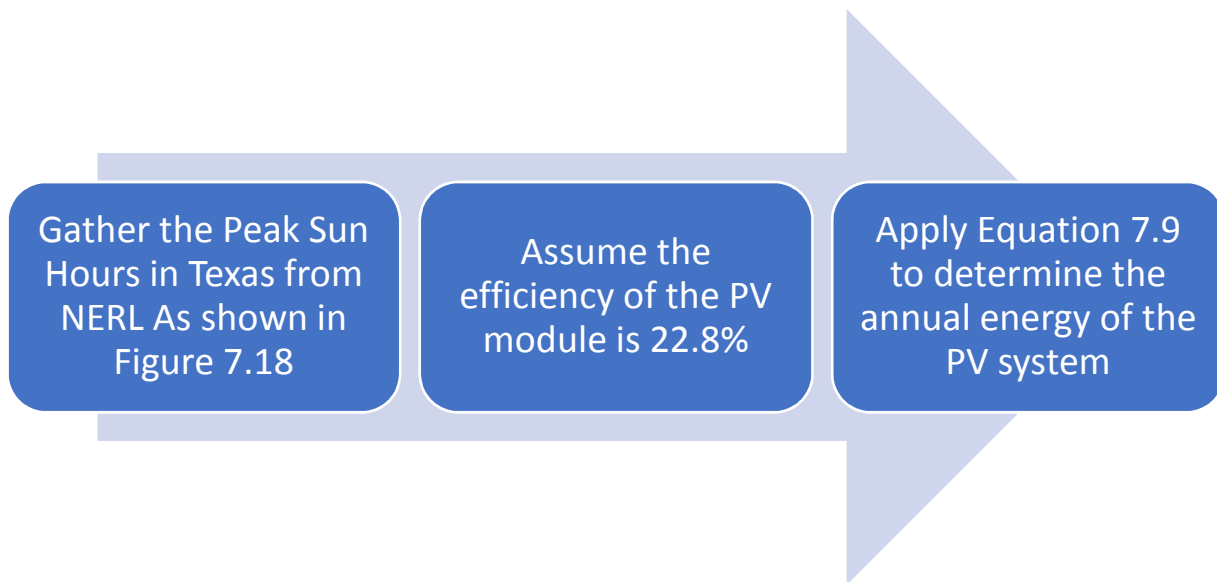 Gather the Peak Sun
Hours in Texas from
NERL As shown in
Figure 7.18
Assume the
efficiency of the PV
module is 22.8%
Apply Equation 7.9
to determine the
annual energy of the
PV system